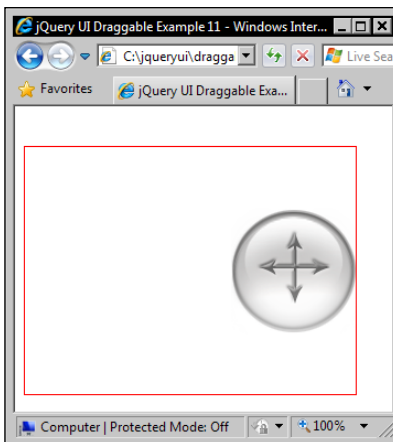 jQuery UI Draggable Example 11 - Windows Inter...
C:\jqueryui\dragga
Live Sea
Favorites
jQuery UI Draggable Exa...
Computer | Protected Mode: Off
100%